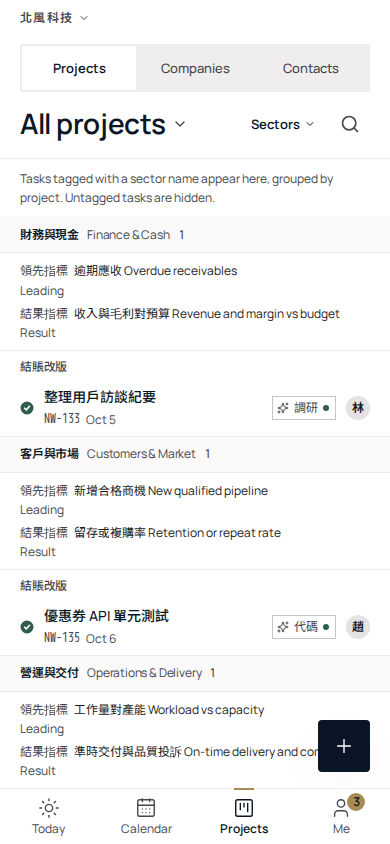 北風科技
Projects
Companies
Contacts
All projects
Sectors
Tasks tagged with a sector name appear here, grouped by
project. Untagged tasks are hidden.
財務與現金 Finance & Cash 1
領先指標 逾期應收 Overdue receivables
Leading
結果指標 收入與毛利對預算 Revenue and margin vs budget
Result
結賬改版
整理用戶訪談紀要
NW-133 Oct 5
調研
林
客戶與市場 Customers & Market 1
領先指標 新增合格商機 New qualified pipeline
Leading
結果指標 留存或複購率 Retention or repeat rate
Result
結賬改版
優惠券 API 單元測試
NW-135 Oct 6
代碼
趙
營運與交付 Operations & Delivery 1
領先指標 工作量對產能 Workload vs capacity
Leading
結果指標 準時交付與品質投訴 On-time delivery and
Result
Today
Calendar
Projects
3
Me